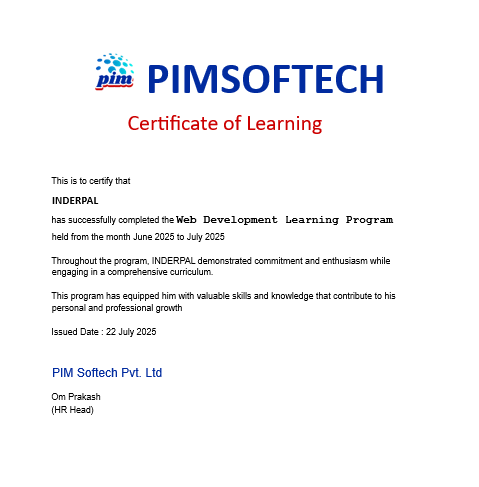 pim PIMSOFTECH
Certificate of Learning
This is to certify that
INDERPAL
has successfully completed the Web Development Learning Program
held from the month June 2025 to July 2025
Throughout the program, INDERPAL demonstrated commitment and enthusiasm while
engaging in a comprehensive curriculum.
This program has equipped him with valuable skills and knowledge that contribute to his
personal and professional growth
Issued Date : 22 July 2025
PIM Softech Pvt. Ltd
Om Prakash
(HR Head)